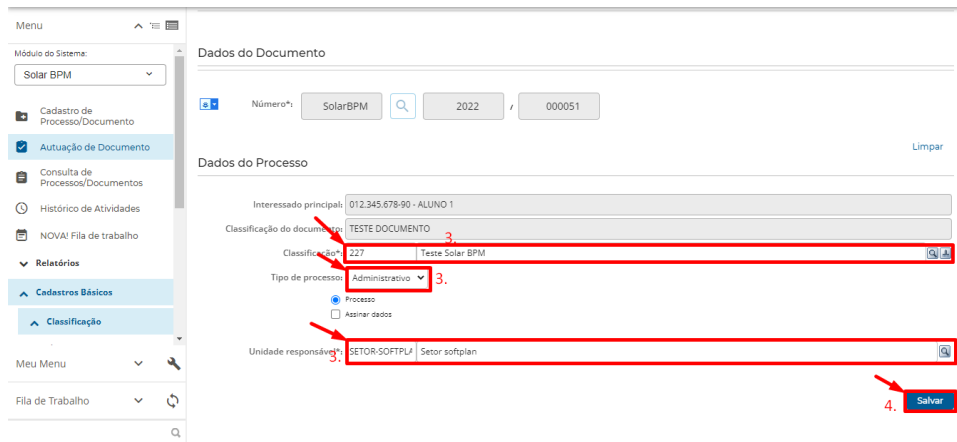 Menu
Módulo do Sistema:
Solar BPM
Cadastro de
Processo/Documento
Autuação de Documento
Consulta de
Processos/Documentos
Histórico de Atividades
NOVA! Fila de trabalho
Relatórios
Cadastros Básicos
Classificação
Meu Menu
Fila de Trabalho
Dados do Documento
Número*: SolarBPM 2022 / 000051
Limpar
Dados do Processo
Interessado principal: 012.345.678-90 - ALUNO 1
Classificação do documento: TESTE DOCUMENTO
3.
Classificação*: 227 Teste Solar BPM
Tipo de processo: Administrativo 3.
Processo
Assinar dados
Unidade responsável*: SETOR-SOFTPLA Setor softplan
3.
4. Salvar